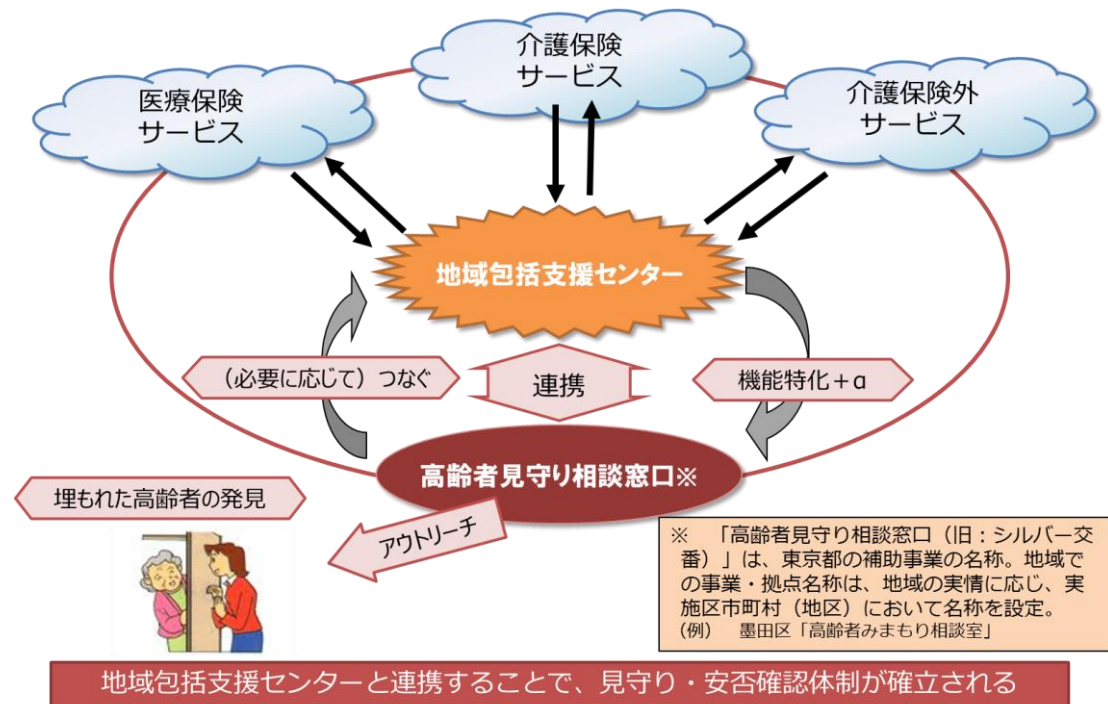 介護保険
サービス
医療保険
サービス
介護保険外
サービス
地域包括支援センター
（必要に応じて）つなぐ
連携
機能特化＋α
高齢者見守り相談窓口※
埋もれた高齢者の発見
アウトリーチ
※　「高齢者見守り相談窓口（旧：シルバー交
番）」は、東京都の補助事業の名称。地域で
の事業・拠点名称は、地域の実情に応じ、実
施区市町村（地区）において名称を設定。
（例）　墨田区「高齢者みまもり相談室」
地域包括支援センターと連携することで、見守り・安否確認体制が確立される